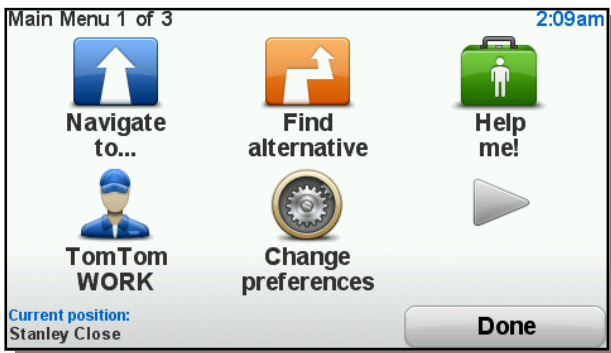 Main Menu 1 of 3
2:09am
Navigate
to...
Find
alternative
Help
me!
TomTom
WORK
Change
preferences
Current position:
Stanley Close
Done